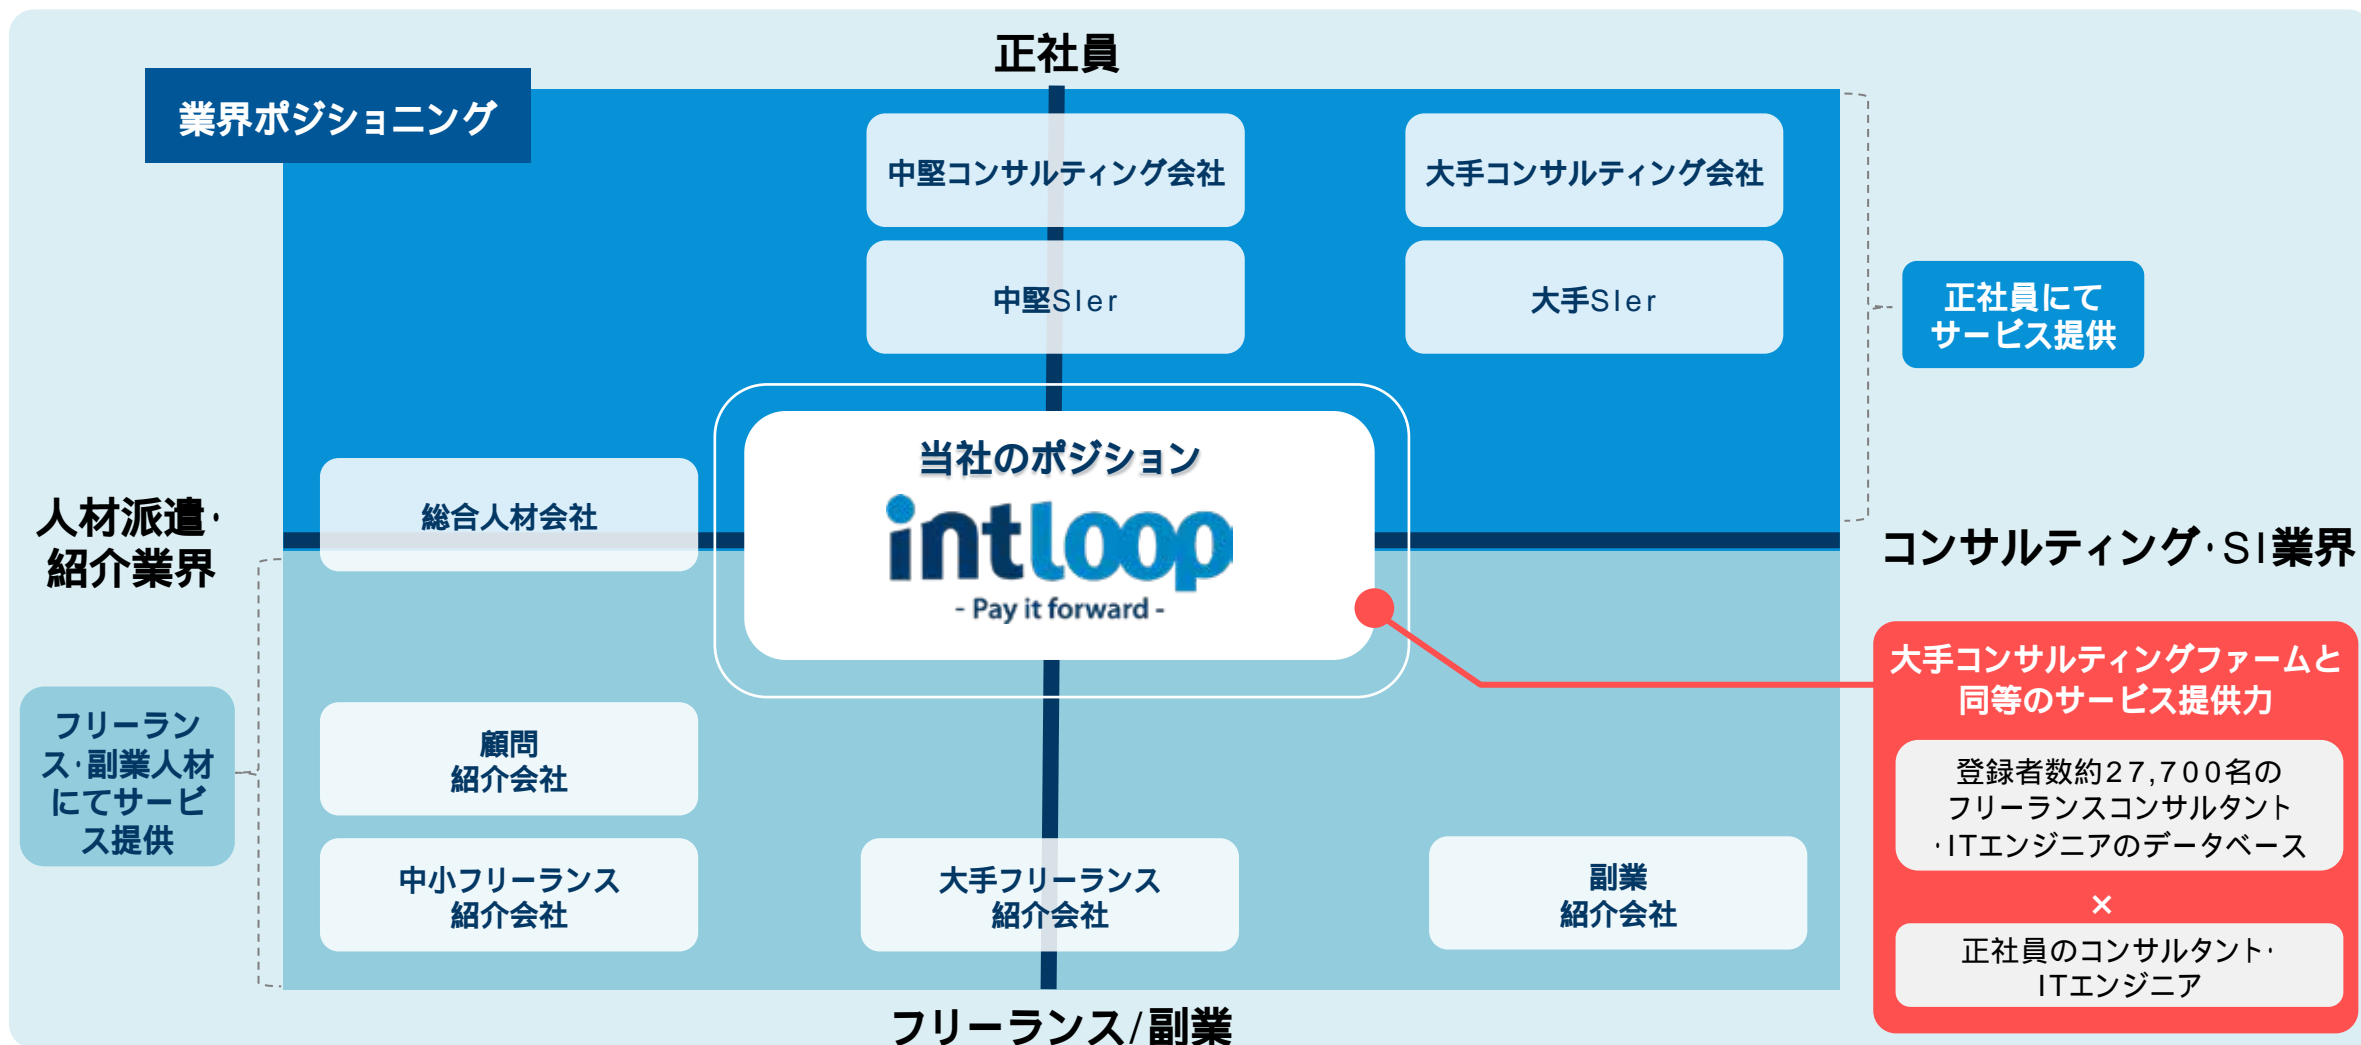 正社員
業界ポジショニング
中堅コンサルティング会社
大手コンサルティング会社
中堅SIer
大手SIer
正社員にて
サービス提供
当社のポジション
intloop
- Pay it forward -
総合人材会社
人材派遣・
紹介業界
コンサルティング・SI業界
フリーラン
ス・副業人材
にてサービ
ス提供
顧問
紹介会社
中小フリーランス
紹介会社
大手フリーランス
紹介会社
副業
紹介会社
大手コンサルティングファームと
同等のサービス提供力
登録者数約27,700名の
フリーランスコンサルタント
・ITエンジニアのデータベース
×
正社員のコンサルタント・
ITエンジニア
フリーランス/副業